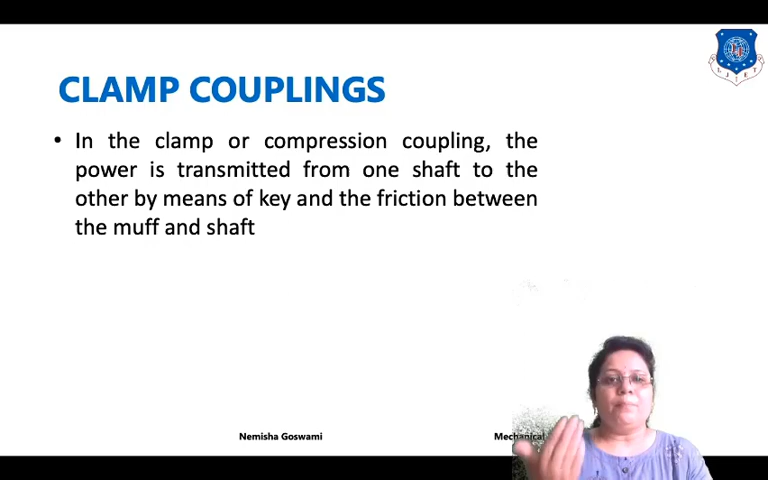 CLAMP COUPLINGS
• In the clamp or compression coupling, the
power is transmitted from one shaft to the
other by means of key and the friction between
the muff and shaft
LJIET
Nemisha Goswami
Mechanical